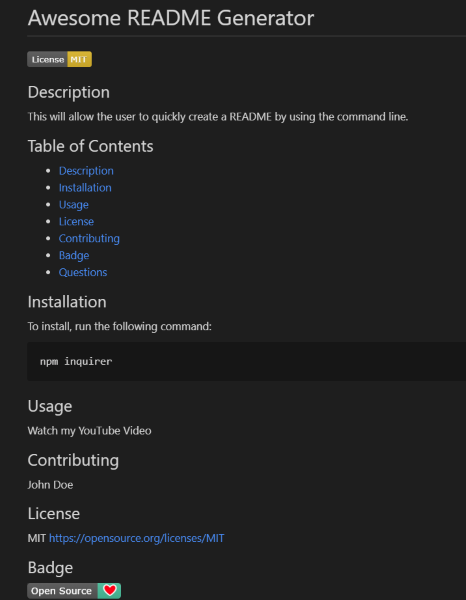 Awesome README Generator
License MIT
Description
This will allow the user to quickly create a README by using the command line.
Table of Contents
Description
Installation
Usage
License
Contributing
Badge
Questions
Installation
To install, run the following command:
npm inquirer
Usage
Watch my YouTube Video
Contributing
John Doe
License
MIT https://opensource.org/licenses/MIT
Badge
Open Source